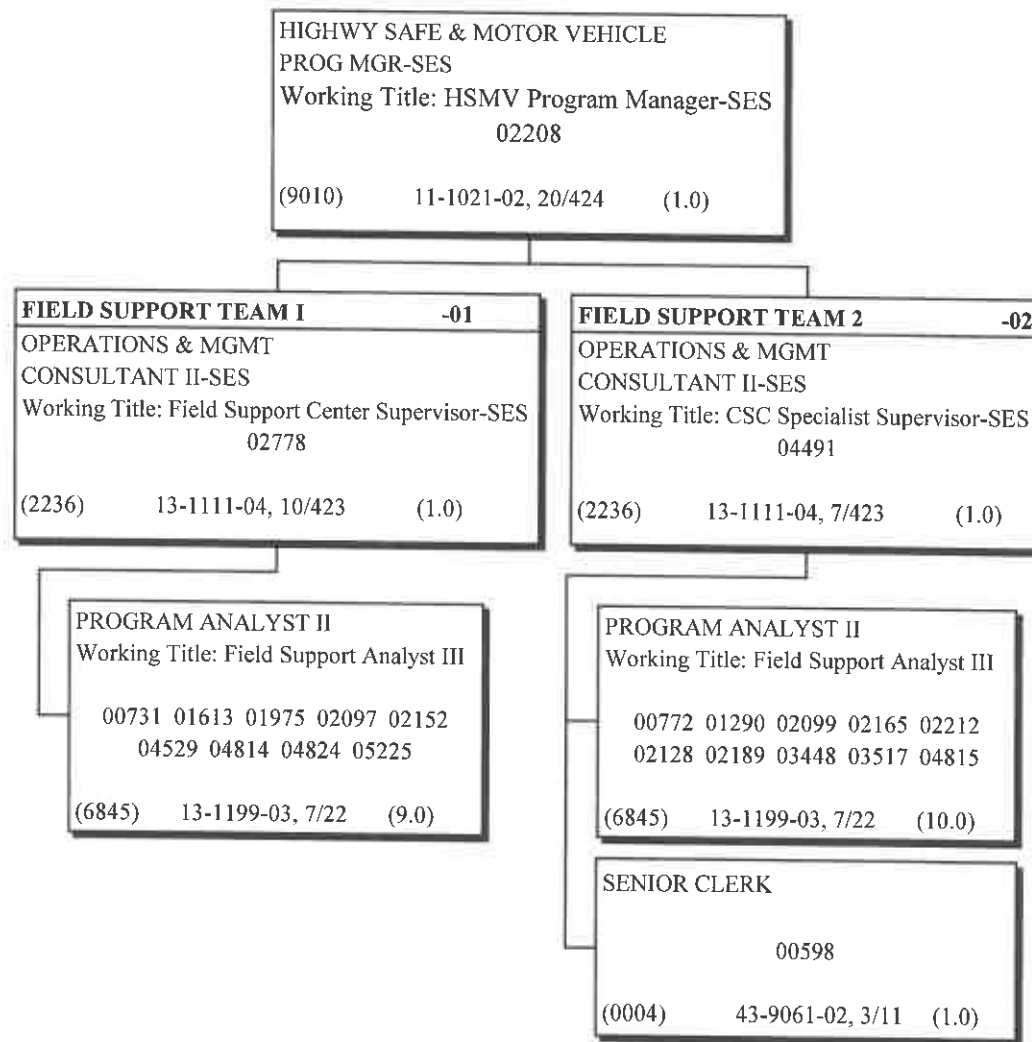 HIGHWY SAFE & MOTOR VEHICLE
PROG MGR-SES
Working Title: HSMV Program Manager-SES
02208
(9010) 11-1021-02, 20/424 (1.0)
FIELD SUPPORT TEAM I -01
OPERATIONS & MGMT
CONSULTANT II-SES
Working Title: Field Support Center Supervisor-SES
02778
(2236) 13-1111-04, 10/423 (1.0)
FIELD SUPPORT TEAM 2 -02
OPERATIONS & MGMT
CONSULTANT II-SES
Working Title: CSC Specialist Supervisor-SES
04491
(2236) 13-1111-04, 7/423 (1.0)
PROGRAM ANALYST II
Working Title: Field Support Analyst III
00731 01613 01975 02097 02152
04529 04814 04824 05225
(6845) 13-1199-03, 7/22 (9.0)
PROGRAM ANALYST II
Working Title: Field Support Analyst III
00772 01290 02099 02165 02212
02128 02189 03448 03517 04815
(6845) 13-1199-03, 7/22 (10.0)
SENIOR CLERK
00598
(0004) 43-9061-02, 3/11 (1.0)